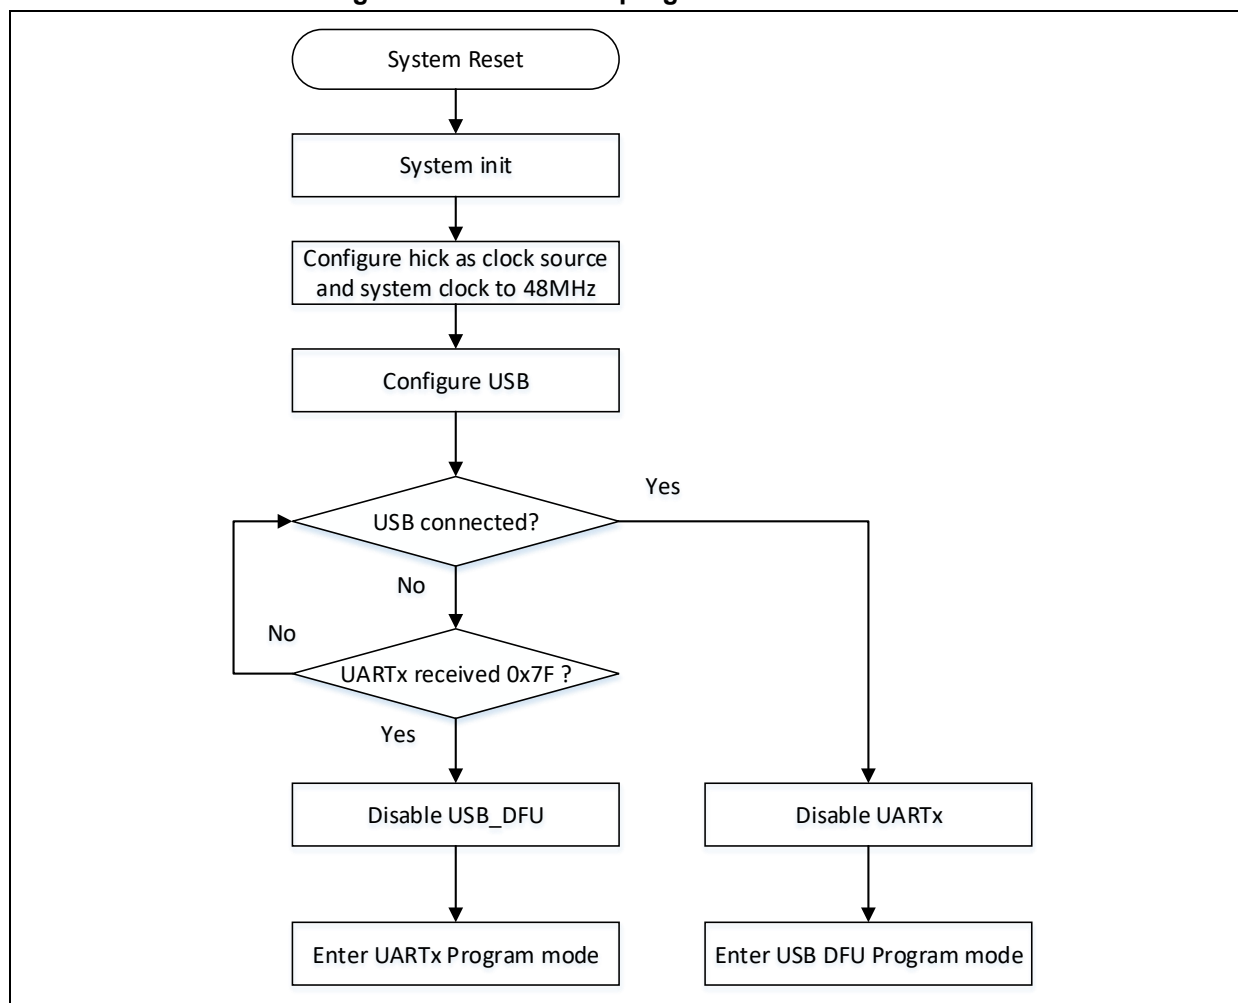 System Reset
System init
Configure hick as clock source
and system clock to 48MHz
Configure USB
USB connected?
Yes
No
No
UARTx received 0x7F ?
Yes
Disable USB_DFU
Disable UARTx
Enter UARTx Program mode
Enter USB DFU Program mode